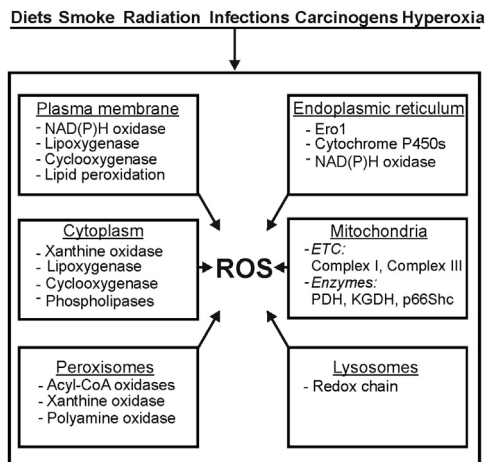 Diets Smoke Radiation Infections Carcinogens Hyperoxia
Plasma membrane
- NAD(P)H oxidase
- Lipoxygenase
- Cyclooxygenase
- Lipid peroxidation
Endoplasmic reticulum
- Ero1
- Cytochrome P450s
- NAD(P)H oxidase
Cytoplasm
- Xanthine oxidase
- Lipoxygenase
- Cyclooxygenase
- Phospholipases
ROS
Mitochondria
- ETC:
Complex I, Complex III
- Enzymes:
PDH, KGDH, p66Shc
Peroxisomes
- Acyl-CoA oxidases
- Xanthine oxidase
- Polyamine oxidase
Lysosomes
- Redox chain